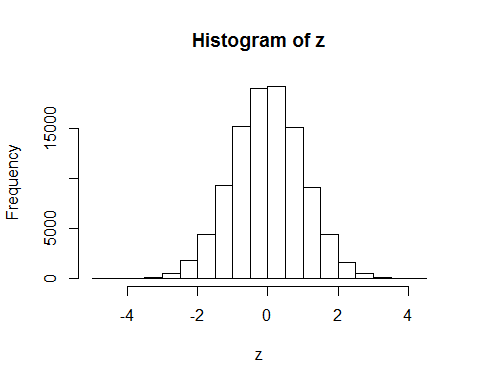 Histogram of z
Frequency
15000
5000
0
-4 -2 0 2 4
z